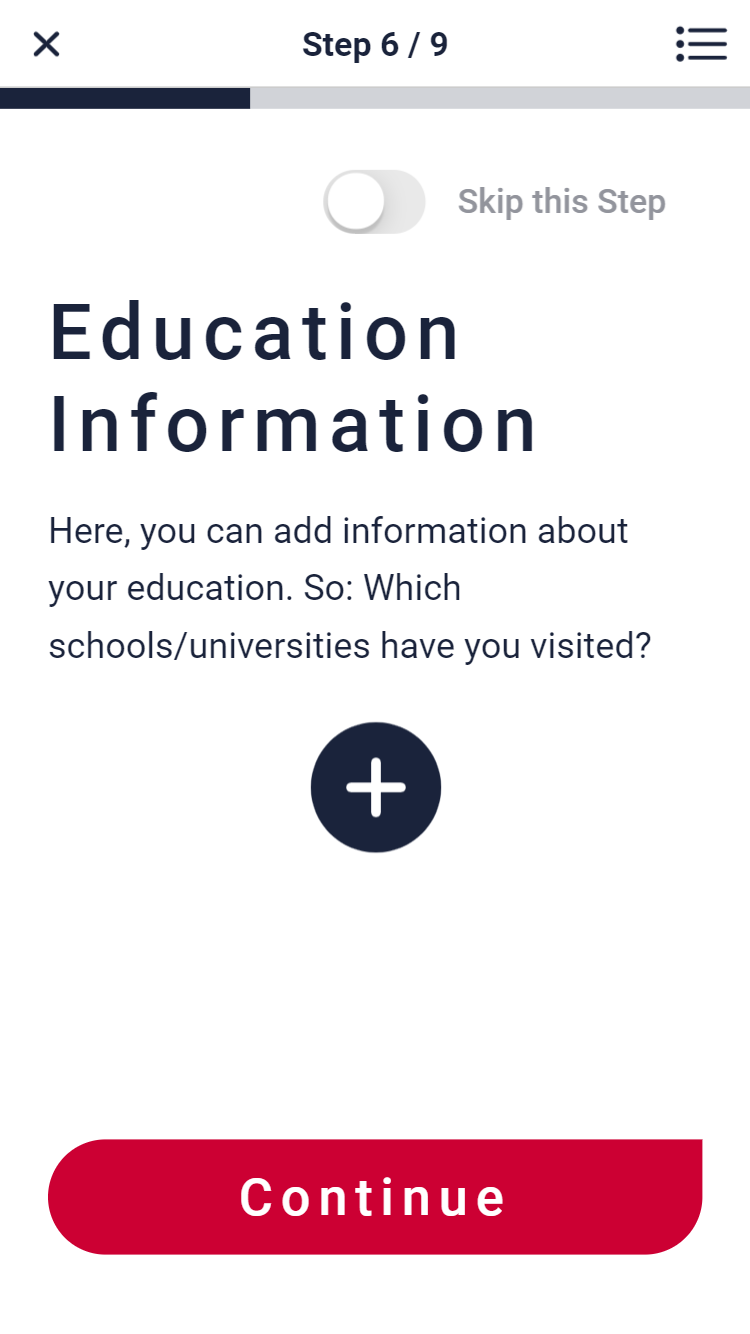 Step 6 / 9
Skip this Step
Education
Information
Here, you can add information about
your education. So: Which
schools/universities have you visited?
Continue